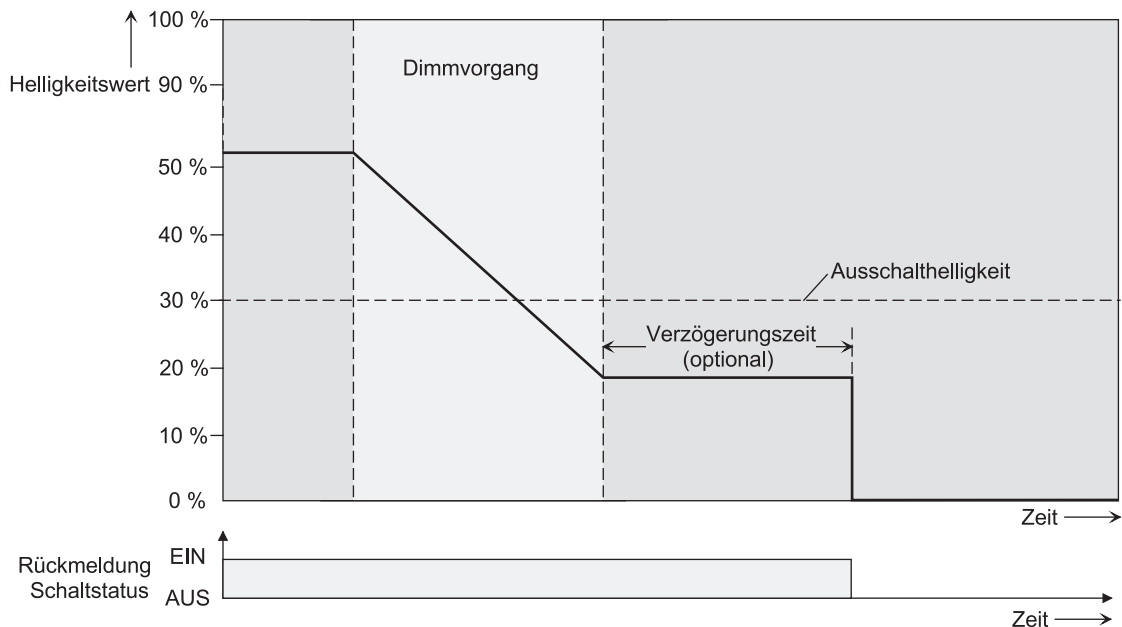 100 %
Dimmvorgang
Helligkeitswert 90 %
50 %
40 %
Ausschalthelligkeit
30 %
Verzögerungszeit
(optional)
20 %
10 %
0 %
Zeit
Rückmeldung
Schaltstatus
EIN
AUS
Zeit